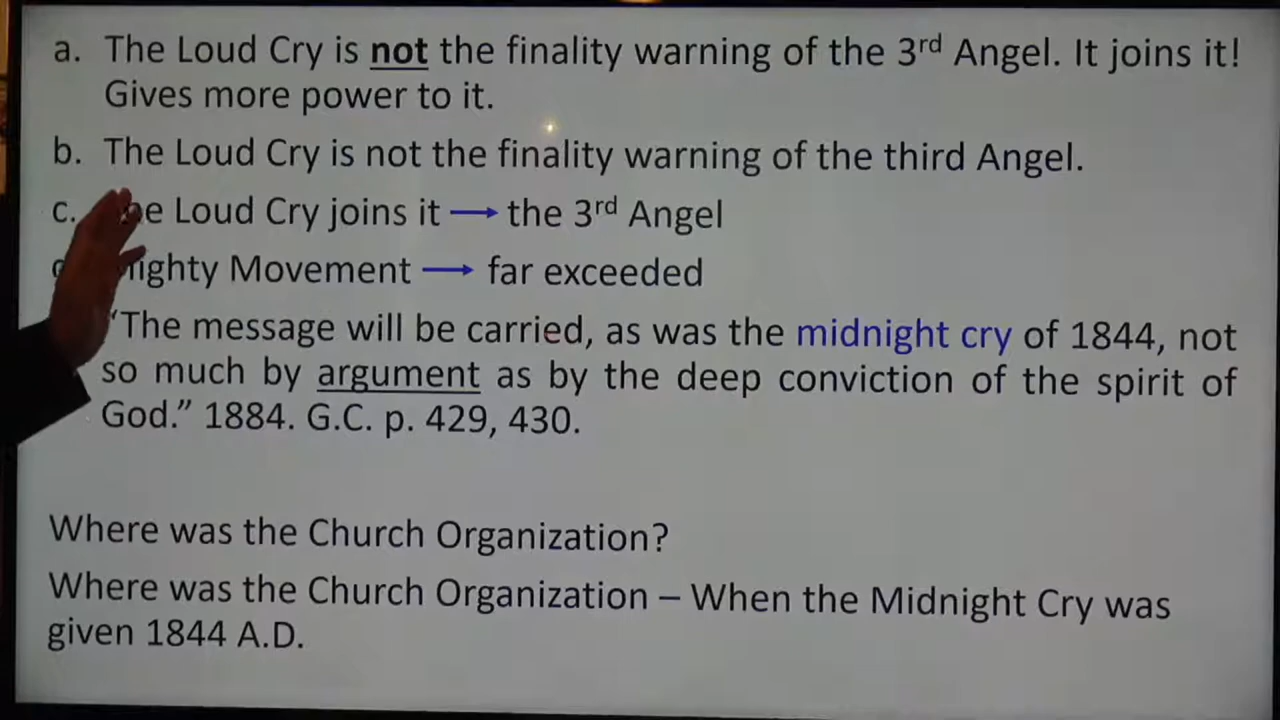 a. The Loud Cry is not the finality warning of the 3rd Angel. It joins it!
Gives more power to it.
b. The Loud Cry is not the finality warning of the third Angel.
c. Loud Cry joins it → the 3rd Angel
Movement → far exceeded
"The message will be carried, as was the midnight cry of 1844, not
so much by argument as by the deep conviction of the spirit of
God.” 1884. G.C. p. 429, 430.
Where was the Church Organization?
Where was the Church Organization – When the Midnight Cry was
given 1844 A.D.